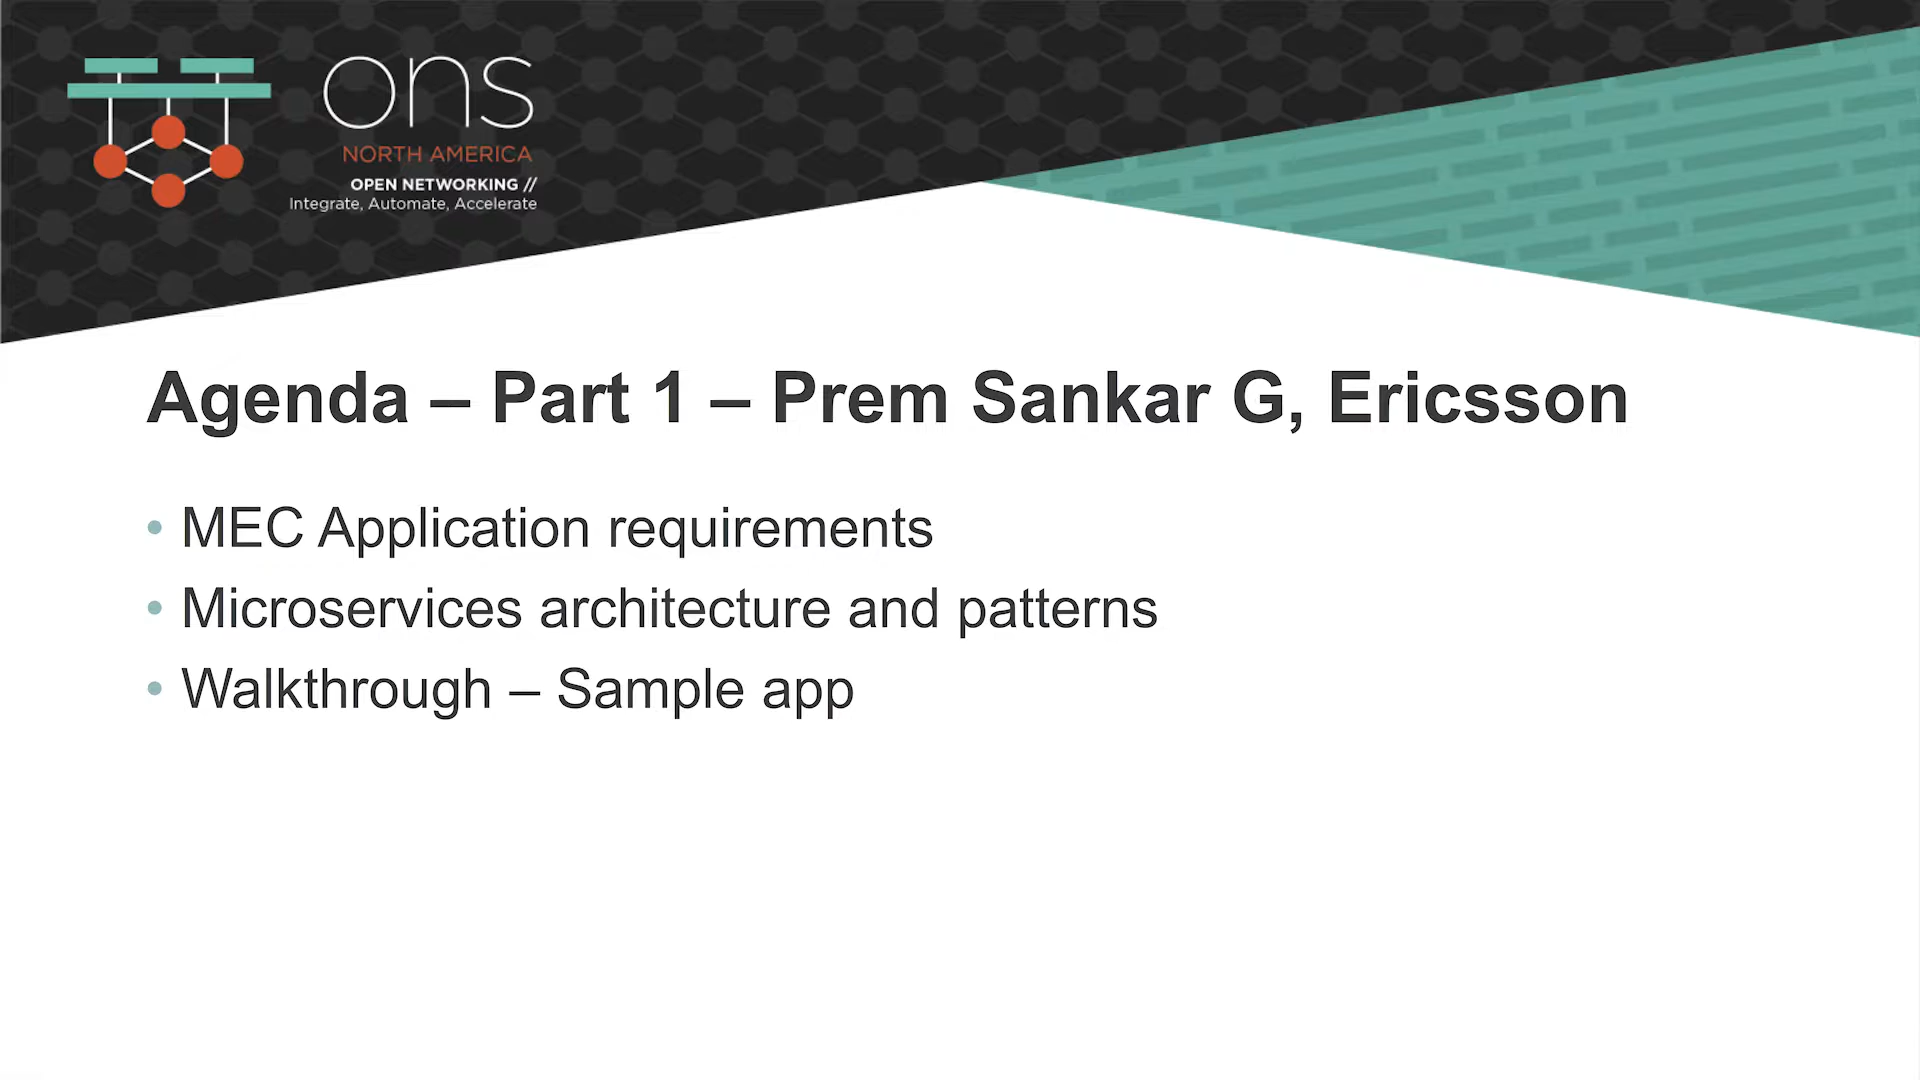 ons
NORTH AMERICA
OPEN NETWORKING //
Integrate, Automate, Accelerate
Agenda – Part 1 – Prem Sankar G, Ericsson
• MEC Application requirements
• Microservices architecture and patterns
• Walkthrough – Sample app